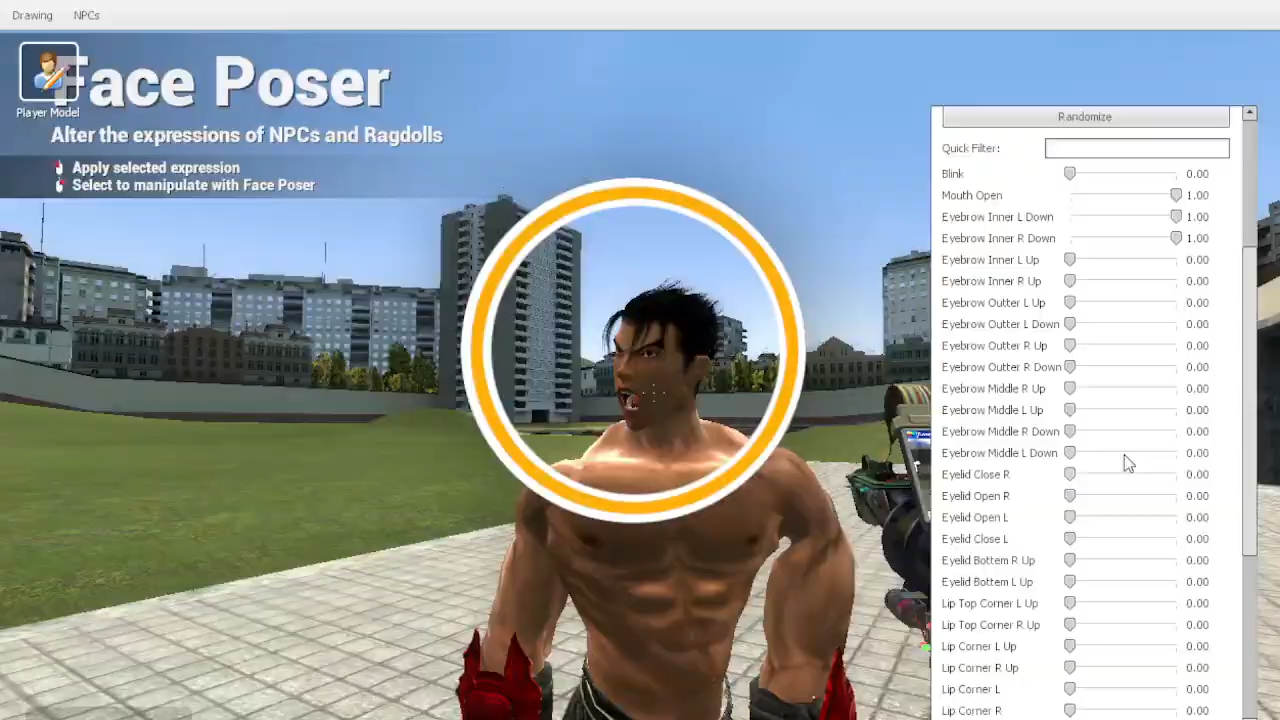 Drawing NPCs
Face Poser
Player Model
Alter the expressions of NPCs and Ragdolls
Apply selected expression
Select to manipulate with Face Poser
Randomize
Quick Filter:
Blink 0.00
Mouth Open 1.00
Eyebrow Inner L Down 1.00
Eyebrow Inner R Down 1.00
Eyebrow Inner L Up 0.00
Eyebrow Inner R Up 0.00
Eyebrow Outter L Up 0.00
Eyebrow Outter L Down 0.00
Eyebrow Outter R Up 0.00
Eyebrow Outter R Down 0.00
Eyebrow Middle R Up 0.00
Eyebrow Middle L Up 0.00
Eyebrow Middle R Down 0.00
Eyebrow Middle L Down 0.00
Eyelid Close R 0.00
Eyelid Open R 0.00
Eyelid Open L 0.00
Eyelid Close L 0.00
Eyelid Bottem R Up 0.00
Eyelid Bottem L Up 0.00
Lip Top Corner L Up 0.00
Lip Top Corner R Up 0.00
Lip Corner L Up 0.00
Lip Corner R Up 0.00
Lip Corner L 0.00
Lip Corner R 0.00